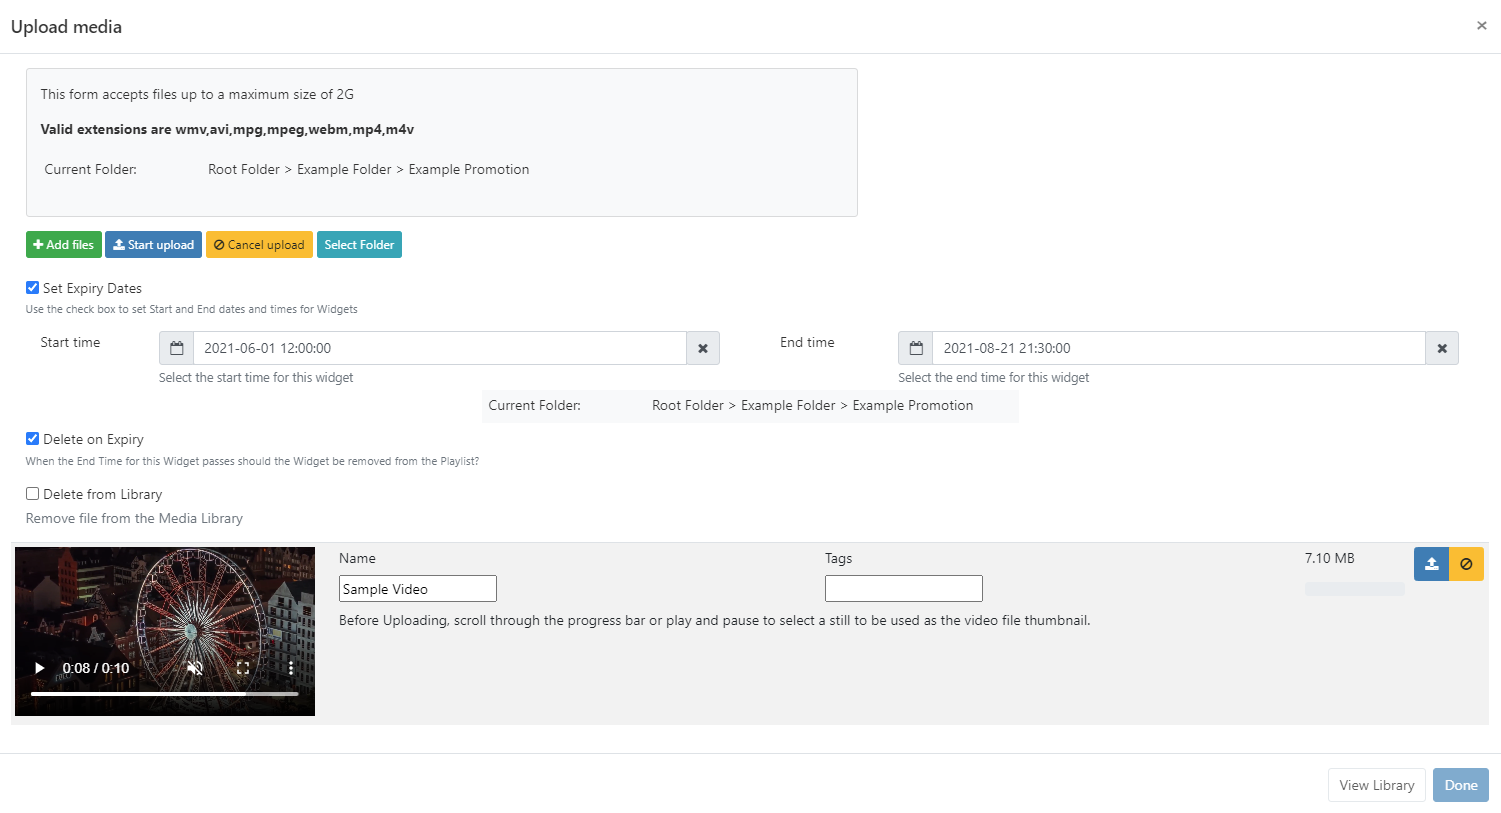 Upload media
×
This form accepts files up to a maximum size of 2G
Valid extensions are wmv,avi,mpg,mpeg,webm,mp4,m4v
Current Folder: Root Folder > Example Folder > Example Promotion
Add files Start upload Cancel upload Select Folder
Set Expiry Dates
Use the check box to set Start and End dates and times for Widgets
Start time 2021-06-01 12:00:00 End time 2021-08-21 21:30:00
Select the start time for this widget Select the end time for this widget
Current Folder: Root Folder > Example Folder > Example Promotion
Delete on Expiry
When the End Time for this Widget passes should the Widget be removed from the Playlist?
Delete from Library
Remove file from the Media Library
Name Tags 7.10 MB
Sample Video
Before Uploading, scroll through the progress bar or play and pause to select a still to be used as the video file thumbnail.
0:08 / 0:10
View Library Done